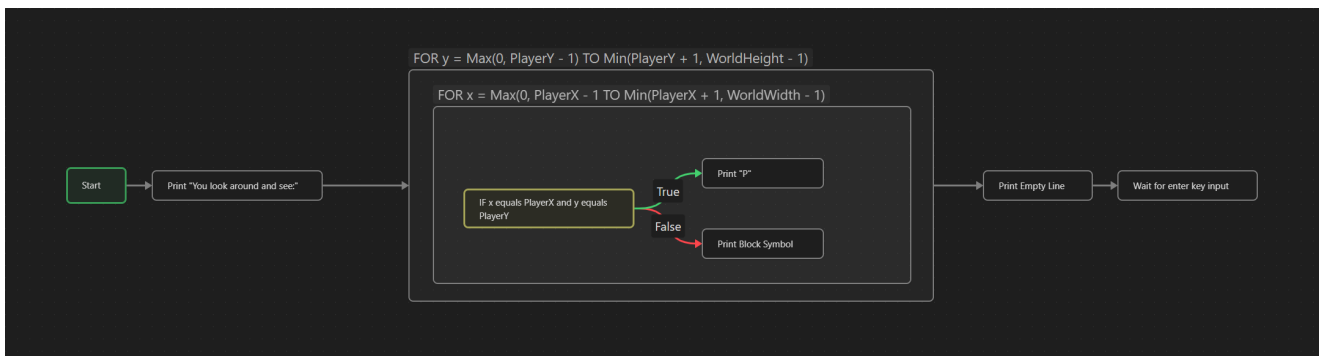 FOR y = Max(0, PlayerY - 1) TO Min(PlayerY + 1, WorldHeight - 1)
FOR x = Max(0, PlayerX - 1 TO Min(PlayerX + 1, WorldWidth - 1)
Start
Print "You look around and see:"
IF x equals PlayerX and y equals
PlayerY
True
False
Print "P"
Print Block Symbol
Print Empty Line
Wait for enter key input